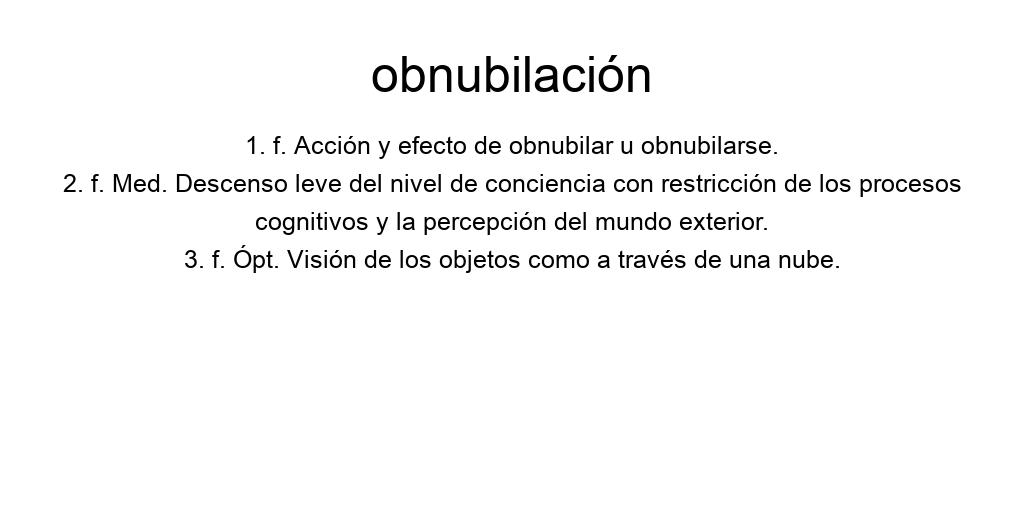 obnubilación
1. f. Acción y efecto de obnubilar u obnubilarse.
2. f. Med. Descenso leve del nivel de conciencia con restricción de los procesos
cognitivos y la percepción del mundo exterior.
3. f. Ópt. Visión de los objetos como a través de una nube.